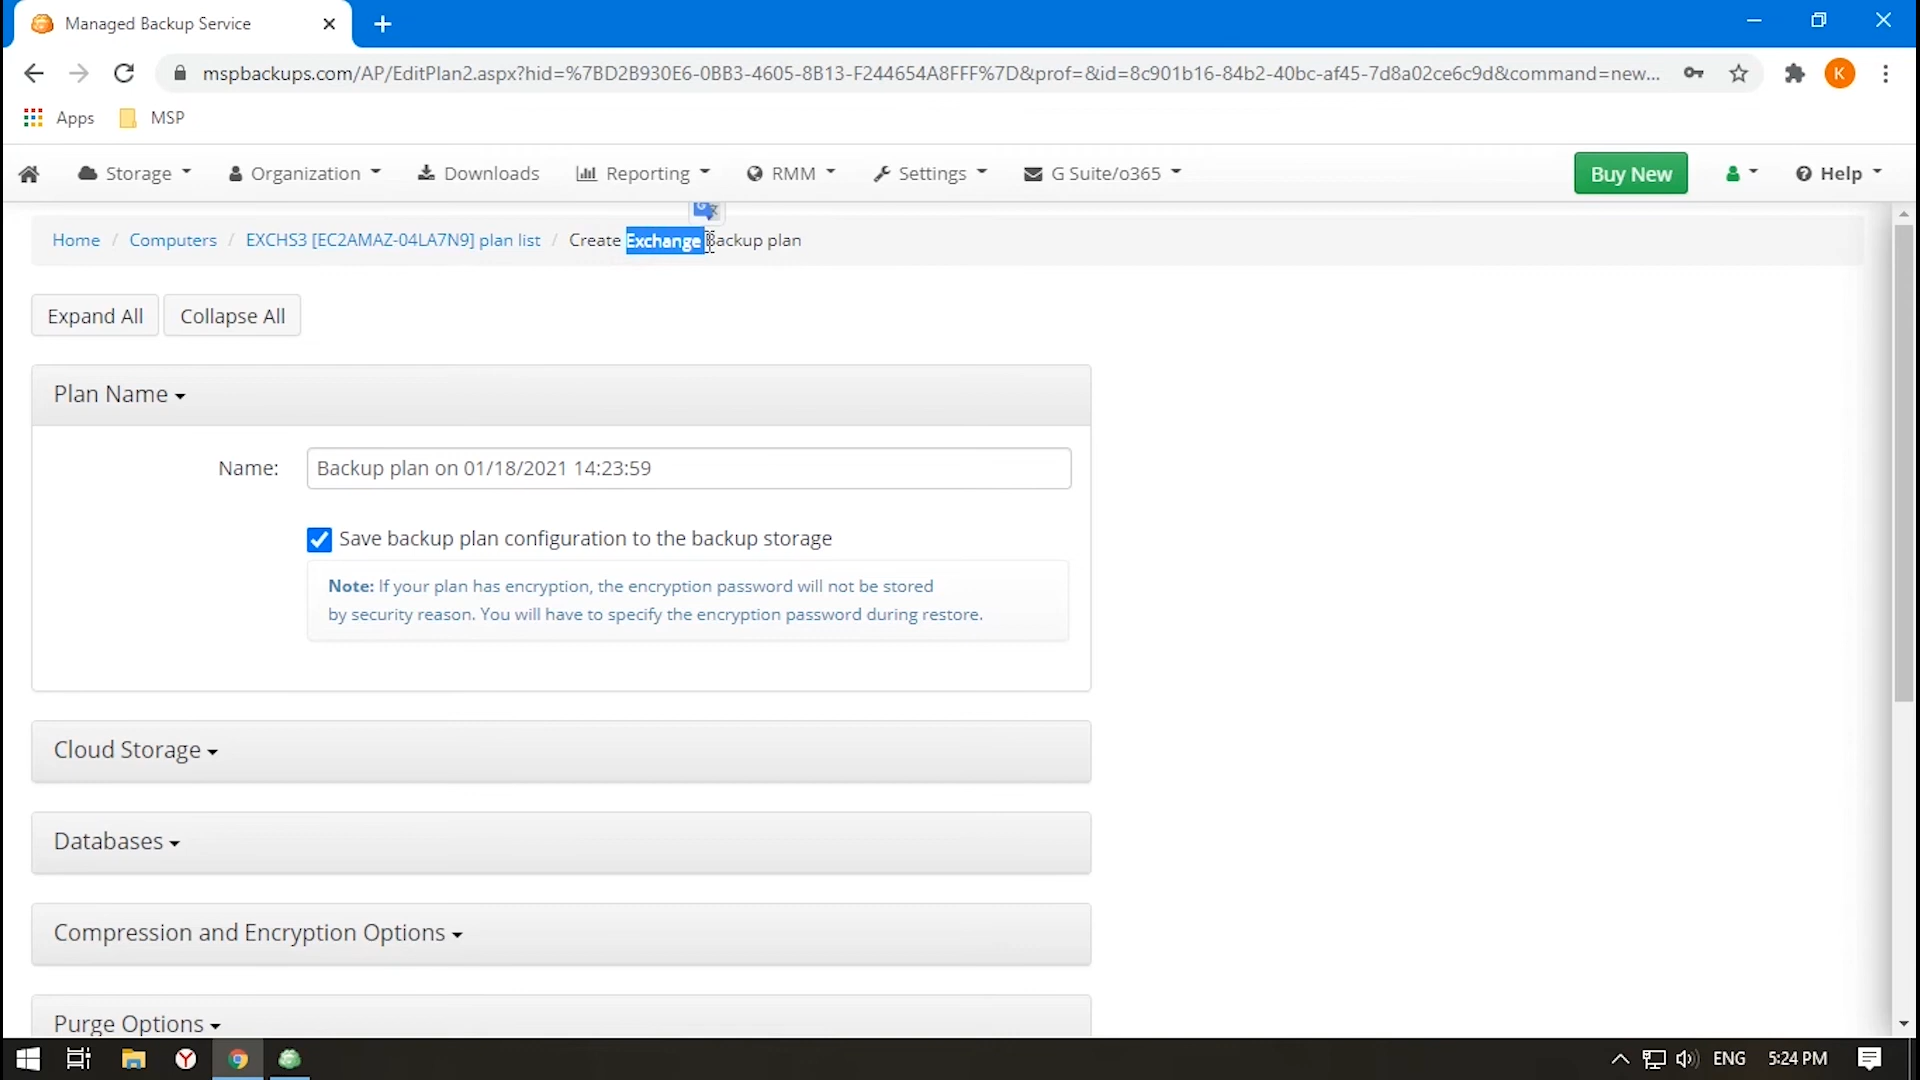 Managed Backup Service
mspbackups.com/AP/EditPlan2.aspx?hid=%7BD2B930E6-0BB3-4605-8B13-F244654A8FFF%7D&prof=&id=8c901b16-84b2-40bc-af45-7d8a02ce6c9d&command=new...
K
Apps MSP
Storage Organization Downloads Reporting RMM Settings G Suite/o365 Buy New Help
Home / Computers / EXCHS3 [EC2AMAZ-04LA7N9] plan list / Create Exchange Backup plan
Expand All Collapse All
Plan Name
Name: Backup plan on 01/18/2021 14:23:59
Save backup plan configuration to the backup storage
Note: If your plan has encryption, the encryption password will not be stored
by security reason. You will have to specify the encryption password during restore.
Cloud Storage
Databases
Compression and Encryption Options
Purge Options
ENG 5:24 PM